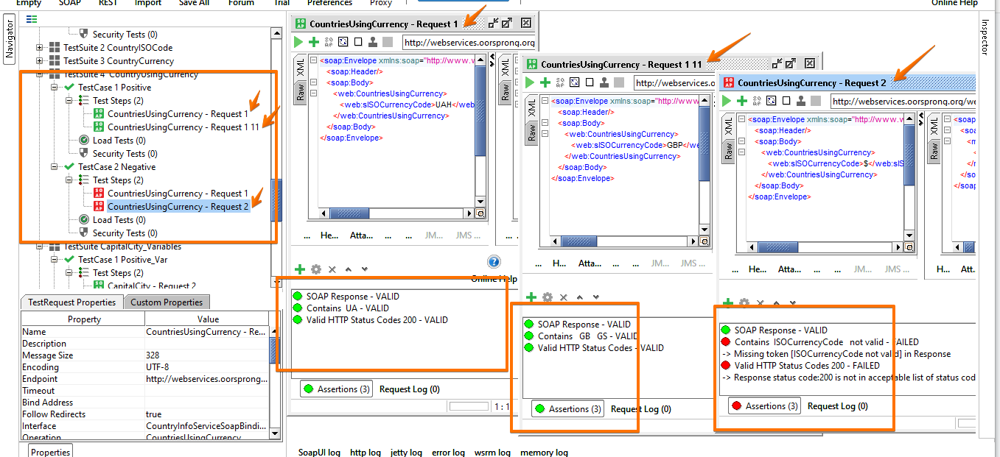 Empty SOAP REST Import Save All Forum Trial Preferences Proxy Online Help
Navigator
Inspector
Security Tests (0)
TestSuite 2 CountryISOCode
TestSuite 3 CountryCurrency
TestSuite 4 CountryUsingCurrency
TestCase 1 Positive
Test Steps (2)
CountriesUsingCurrency - Request 1
CountriesUsingCurrency - Request 1 11
Load Tests (0)
Security Tests (0)
TestCase 2 Negative
Test Steps (2)
CountriesUsingCurrency - Request 1
CountriesUsingCurrency - Request 2
Load Tests (0)
Security Tests (0)
TestSuite CapitalCity_Variables
TestCase 1 Positive_Var
Test Steps (2)
CapitalCity - Request 2
TestRequest Properties Custom Properties
Property Value
Name CountriesUsingCurrency - Re...
Description
Message Size 328
Encoding UTF-8
Endpoint http://webservices.oorsprong...
Timeout
Bind Address
Follow Redirects true
Interface CountryInfoServiceSoapBindi...
Operation CountriesUsingCurrency
Properties
CountriesUsingCurrency - Request 1
http://webservices.oorsprong.org
XML
Raw
<soap:Envelope xmlns:soap="http://www.w
<soap:Header/>
<soap:Body>
<web:CountriesUsingCurrency>
<web:sISOCurrencyCode>UAH</web
</web:CountriesUsingCurrency>
</soap:Body>
</soap:Envelope>
XML
Raw
... He... Atta... ... ... JM... JMS ... ... ...
Online Help
SOAP Response - VALID
Contains UA - VALID
Valid HTTP Status Codes 200 - VALID
Assertions (3) Request Log (0)
1 : 1
CountriesUsingCurrency - Request 1 11
http://webservices.o
XML
Raw
<soap:Envelope xmlns:soap="http://www
<soap:Header/>
<soap:Body>
<web:CountriesUsingCurrency>
<web:sISOCurrencyCode>GBP</we
</web:CountriesUsingCurrency>
</soap:Body>
</soap:Envelope>
... H... Atta... ... ... JM... JMS ...
SOAP Response - VALID
Contains GB GS - VALID
Valid HTTP Status Codes - VALID
Assertions (3) Request Log (0)
CountriesUsingCurrency - Request 2
http://webservices.oorsprong.org/we
XML
Raw
<soap:Envelope xmlns:soap="http://www.w
<soap:Header/>
<soap:Body>
<web:CountriesUsingCurrency>
<web:sISOCurrencyCode>$</web:sIS
</web:CountriesUsingCurrency>
</soap:Body>
</soap:Envelope>
XML
Raw
<soap
<so
<m
</n
</so
</soap
... He... Atta... ... ... JM... JMS ... H... Att.
SOAP Response - VALID
Contains ISOCurrencyCode not valid - FAILED
-> Missing token [ISOCurrencyCode not valid] in Response
Valid HTTP Status Codes 200 - FAILED
-> Response status code:200 is not in acceptable list of status cod
Assertions (3) Request Log (0)
SoapUI log http log jetty log error log wsrm log memory log